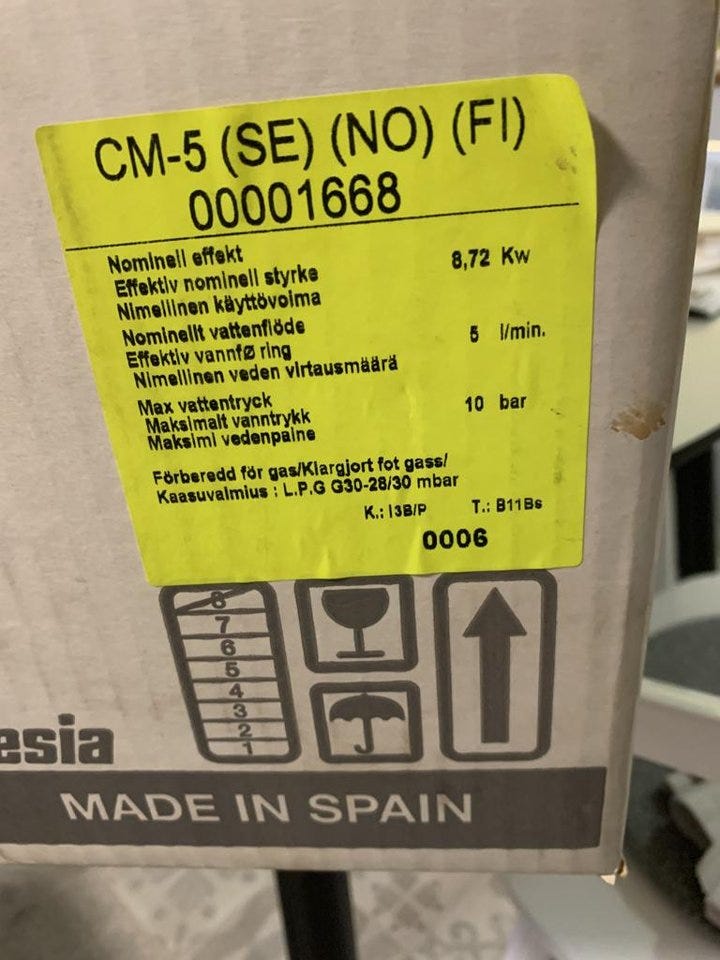 CM-5 (SE) (NO) (FI)
00001668
Nominell effekt
Effektiv nominell styrke
Nimellinen käyttövoima
8,72 Kw
Nominellt vattenflöde
Effektiv vannfø ring
Nimellinen veden virtausmäärä
5 l/min.
Max vattentryck
Maksimalt vanntrykk
Maksimi vedenpaine
10 bar
Förberedd för gas/Klargjort fot gass/
Kaasuvalmius : L.P.G G30-28/30 mbar
K.: I3B/P T.: B11Bs
0006
8
7
6
5
4
3
2
1
esia
MADE IN SPAIN